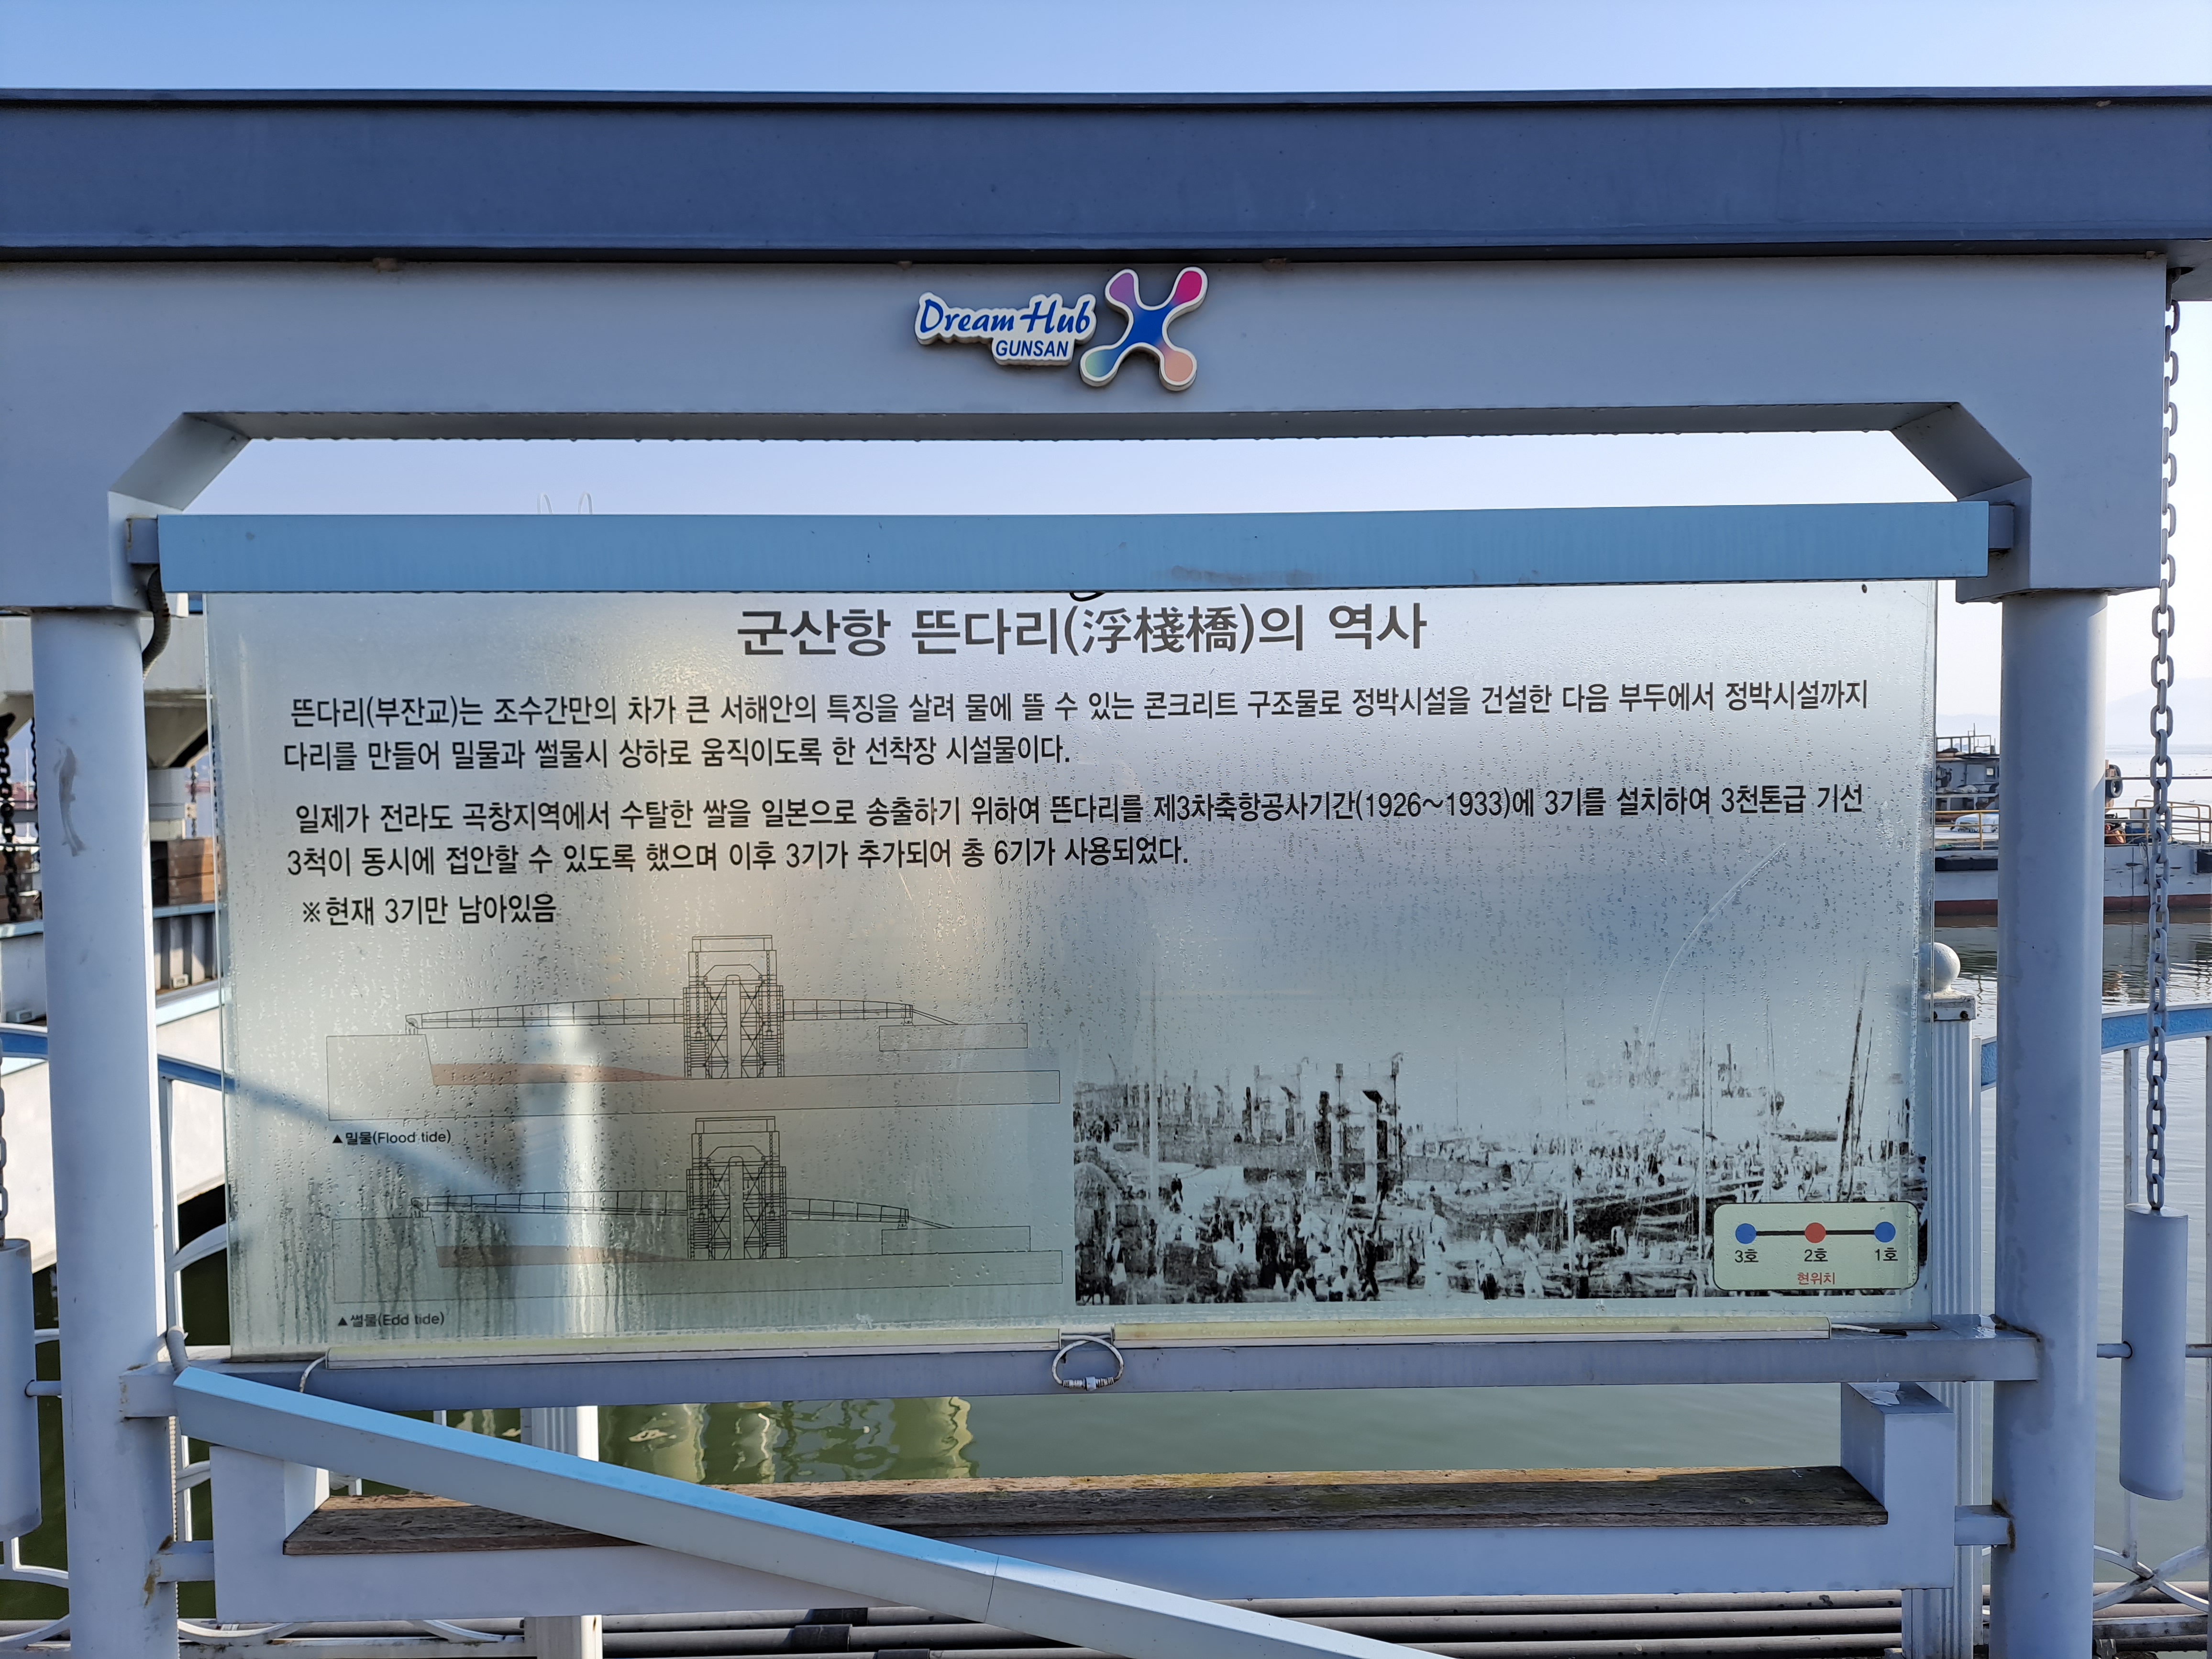 Dream Hub
GUNSAN
군산항 뜬다리(浮棧橋)의 역사
뜬다리(부잔교)는 조수간만의 차가 큰 서해안의 특징을 살려 물에 뜰 수 있는 콘크리트 구조물로 정박시설을 건설한 다음 부두에서 정박시설까지
다리를 만들어 밀물과 썰물시 상하로 움직이도록 한 선착장 시설물이다.
일제가 전라도 곡창지역에서 수탈한 쌀을 일본으로 송출하기 위하여 뜬다리를 제3차축항공사기간(1926~1933)에 3기를 설치하여 3천톤급 기선
3척이 동시에 접안할 수 있도록 했으며 이후 3기가 추가되어 총 6기가 사용되었다.
※현재 3기만 남아있음
▲밀물(Flood tide)
▲썰물(Edd tide)
3호 2호 1호
현위치